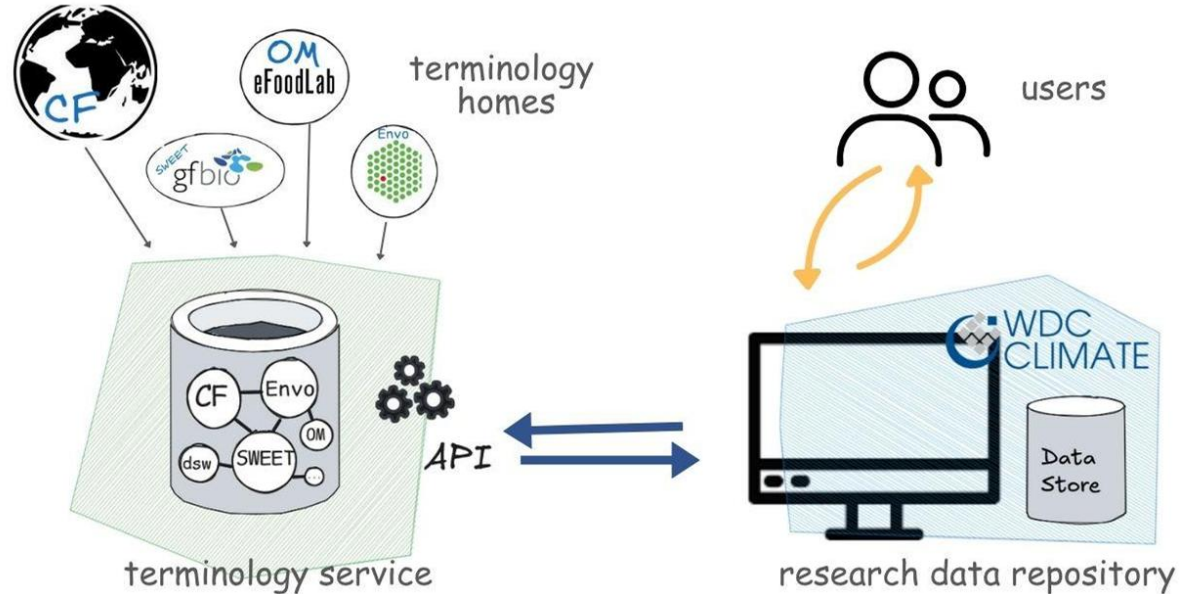 CF
OM
eFoodLab
terminology
homes
SWEET
gfbio
Envo
users
WDC
CLIMATE
CF
Envo
OM
dsw
SWEET
...
API
Data
Store
terminology service
research data repository